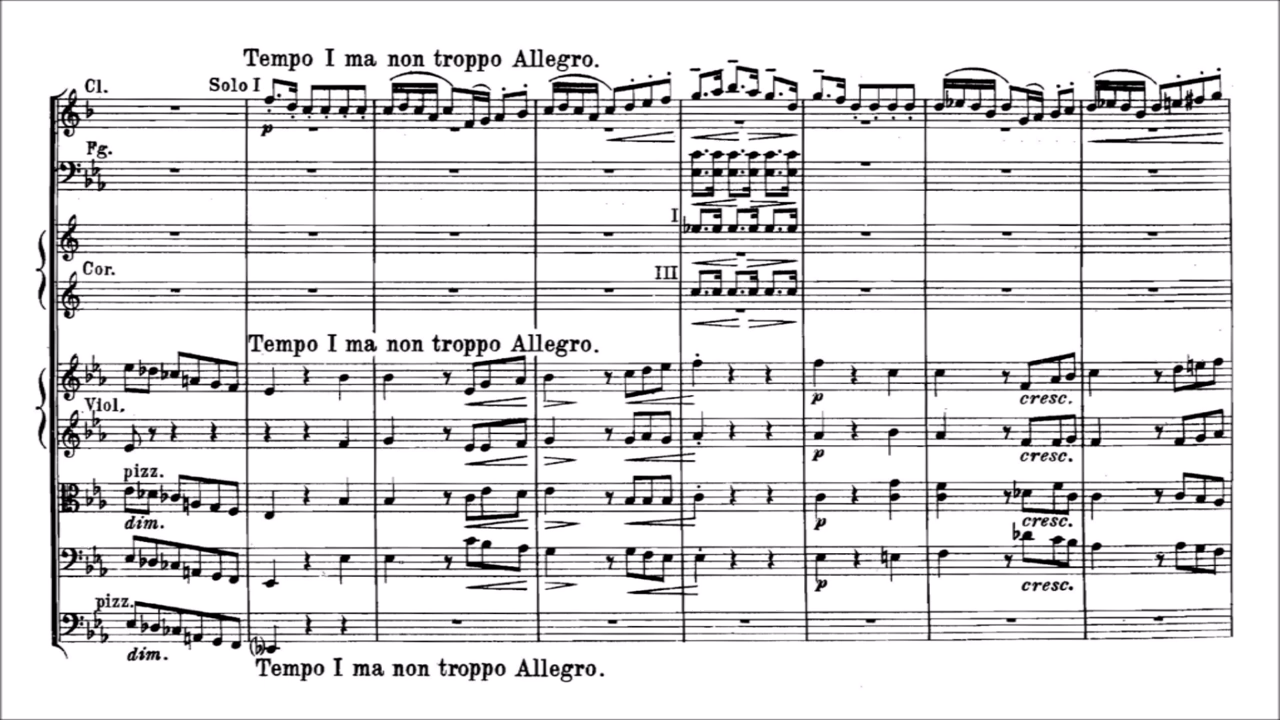 Tempo I ma non troppo Allegro.
Cl. Solo I
p
Fg.
I
Cor. III
Tempo I ma non troppo Allegro.
Viol.
p cresc.
p cresc.
pizz.
dim. p cresc.
p cresc.
pizz.
dim.
Tempo I ma non troppo Allegro.